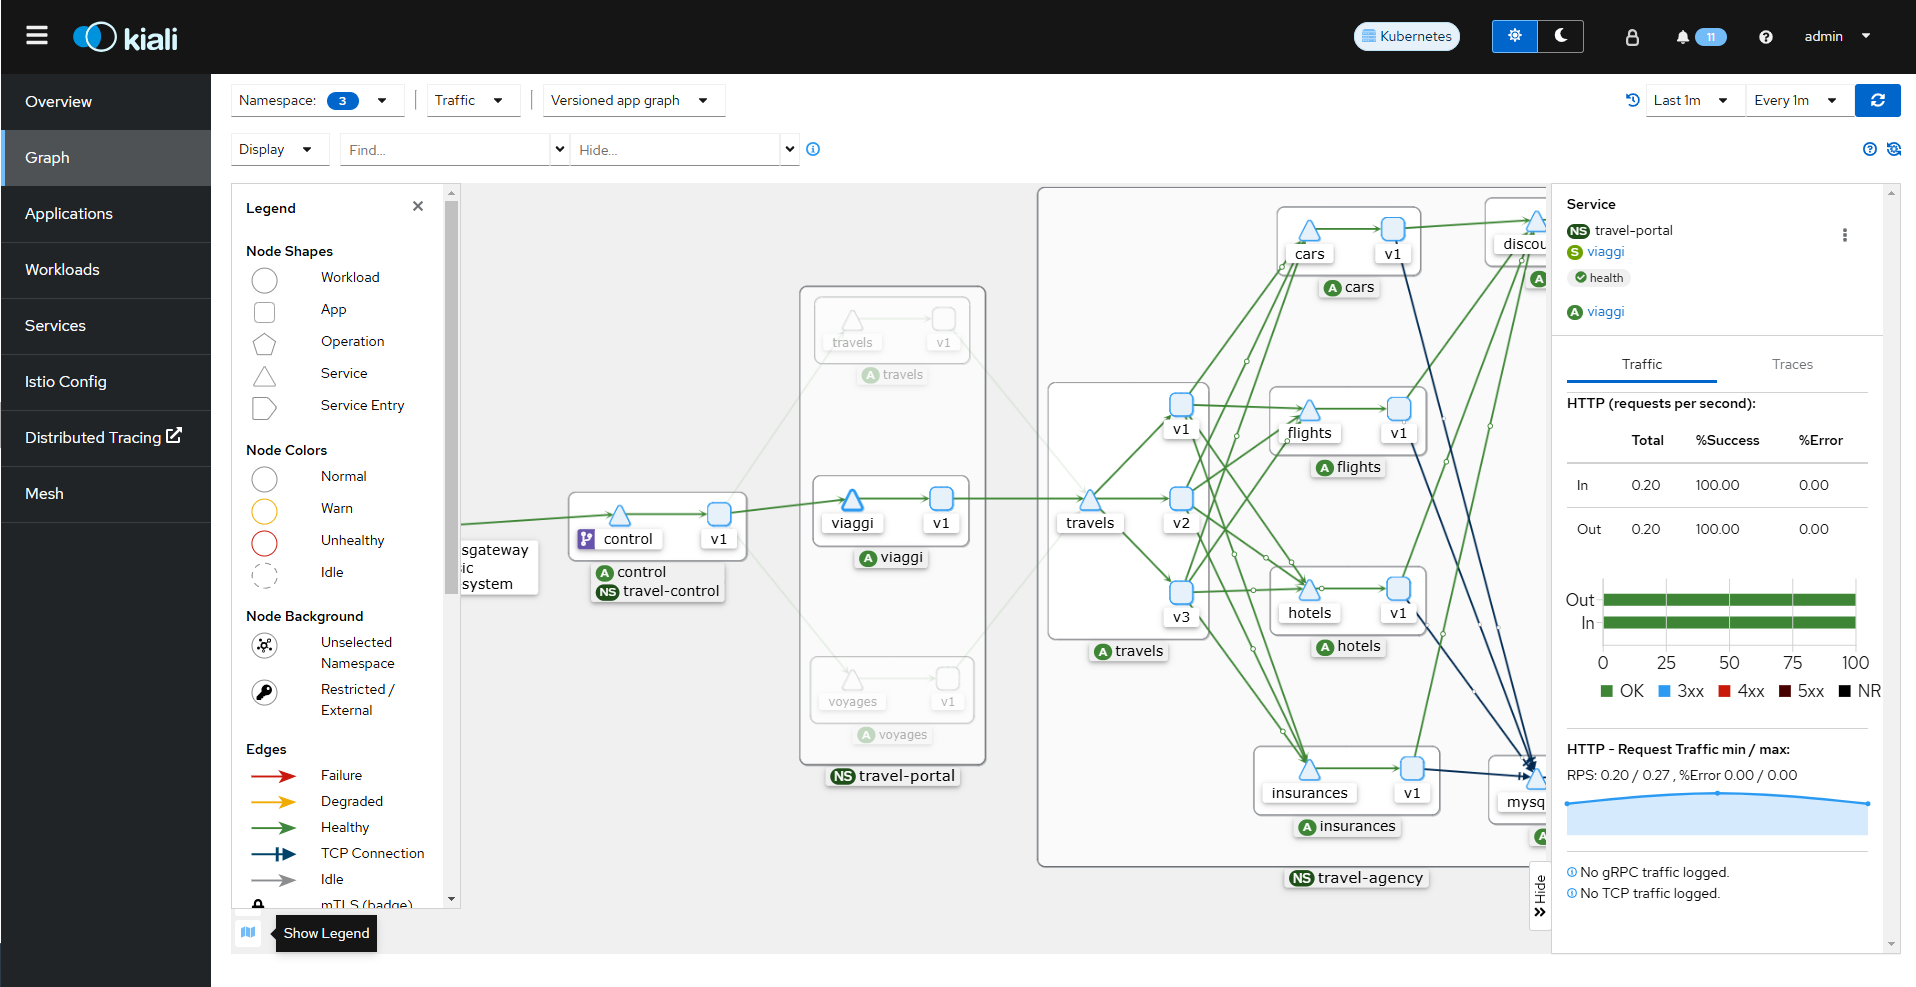 kiali
Kubernetes
11
admin
Overview
Graph
Applications
Workloads
Services
Istio Config
Distributed Tracing
Mesh
Namespace: 3
Traffic
Versioned app graph
Last 1m
Every 1m
Display
Find...
Hide...
Legend
Node Shapes
Workload
App
Operation
Service
Service Entry
Node Colors
Normal
Warn
Unhealthy
Idle
Node Background
Unselected
Namespace
Restricted /
External
Edges
Failure
Degraded
Healthy
TCP Connection
Idle
mTLS (badge)
Show Legend
sgateway
ic
system
control
v1
A control
NS travel-control
travels
v1
A travels
viaggi
v1
A viaggi
voyages
v1
A voyages
NS travel-portal
travels
v1
v2
v3
A travels
cars
v1
A cars
flights
v1
A flights
hotels
v1
A hotels
insurances
v1
A insurances
discou
A
mysq
A
NS travel-agency
Hide
Service
NS travel-portal
S viaggi
health
A viaggi
Traffic
Traces
HTTP (requests per second):
Total %Success %Error
In 0.20 100.00 0.00
Out 0.20 100.00 0.00
Out
In
0 25 50 75 100
OK 3xx 4xx 5xx NR
HTTP - Request Traffic min / max:
RPS: 0.20 / 0.27 , %Error 0.00 / 0.00
No gRPC traffic logged.
No TCP traffic logged.